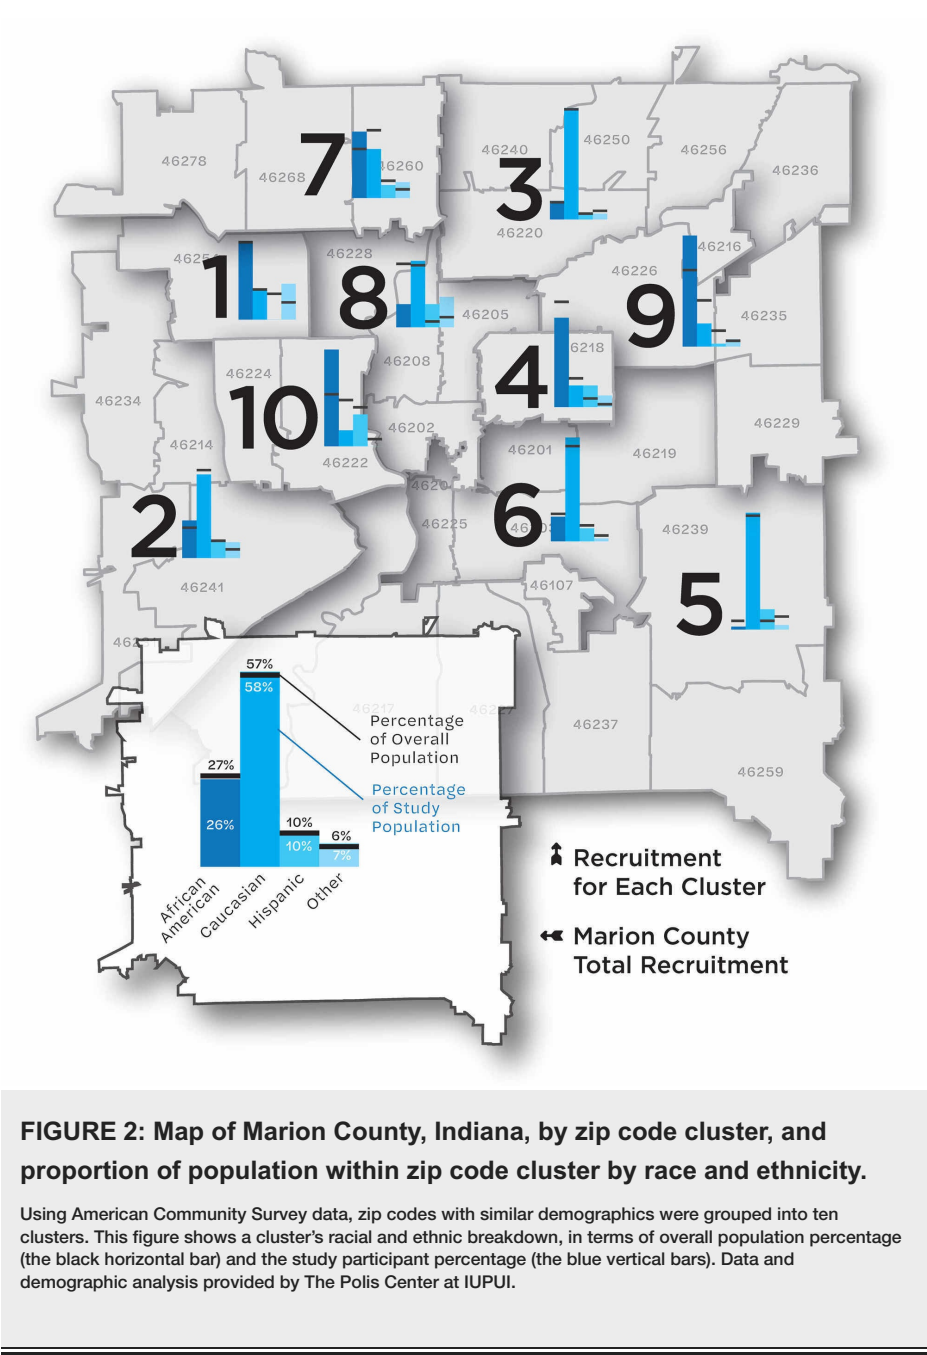 46278
46268
7
46260
46240
46250
3
46220
46256
46236
1
46228
8
46205
46208
46216
46226
9
46235
4
46224
10
46222
46202
46234
46214
46201
46219
46229
2
6
46225
46239
46241
46107
5
46217
46237
46259
57%
58%
27%
26%
10%
10%
6%
7%
Percentage
of Overall
Population
Percentage
of Study
Population
African
American
Caucasian
Hispanic
Other
Recruitment
for Each Cluster
Marion County
Total Recruitment
FIGURE 2: Map of Marion County, Indiana, by zip code cluster, and
proportion of population within zip code cluster by race and ethnicity.
Using American Community Survey data, zip codes with similar demographics were grouped into ten
clusters. This figure shows a cluster's racial and ethnic breakdown, in terms of overall population percentage
(the black horizontal bar) and the study participant percentage (the blue vertical bars). Data and
demographic analysis provided by The Polis Center at IUPUI.